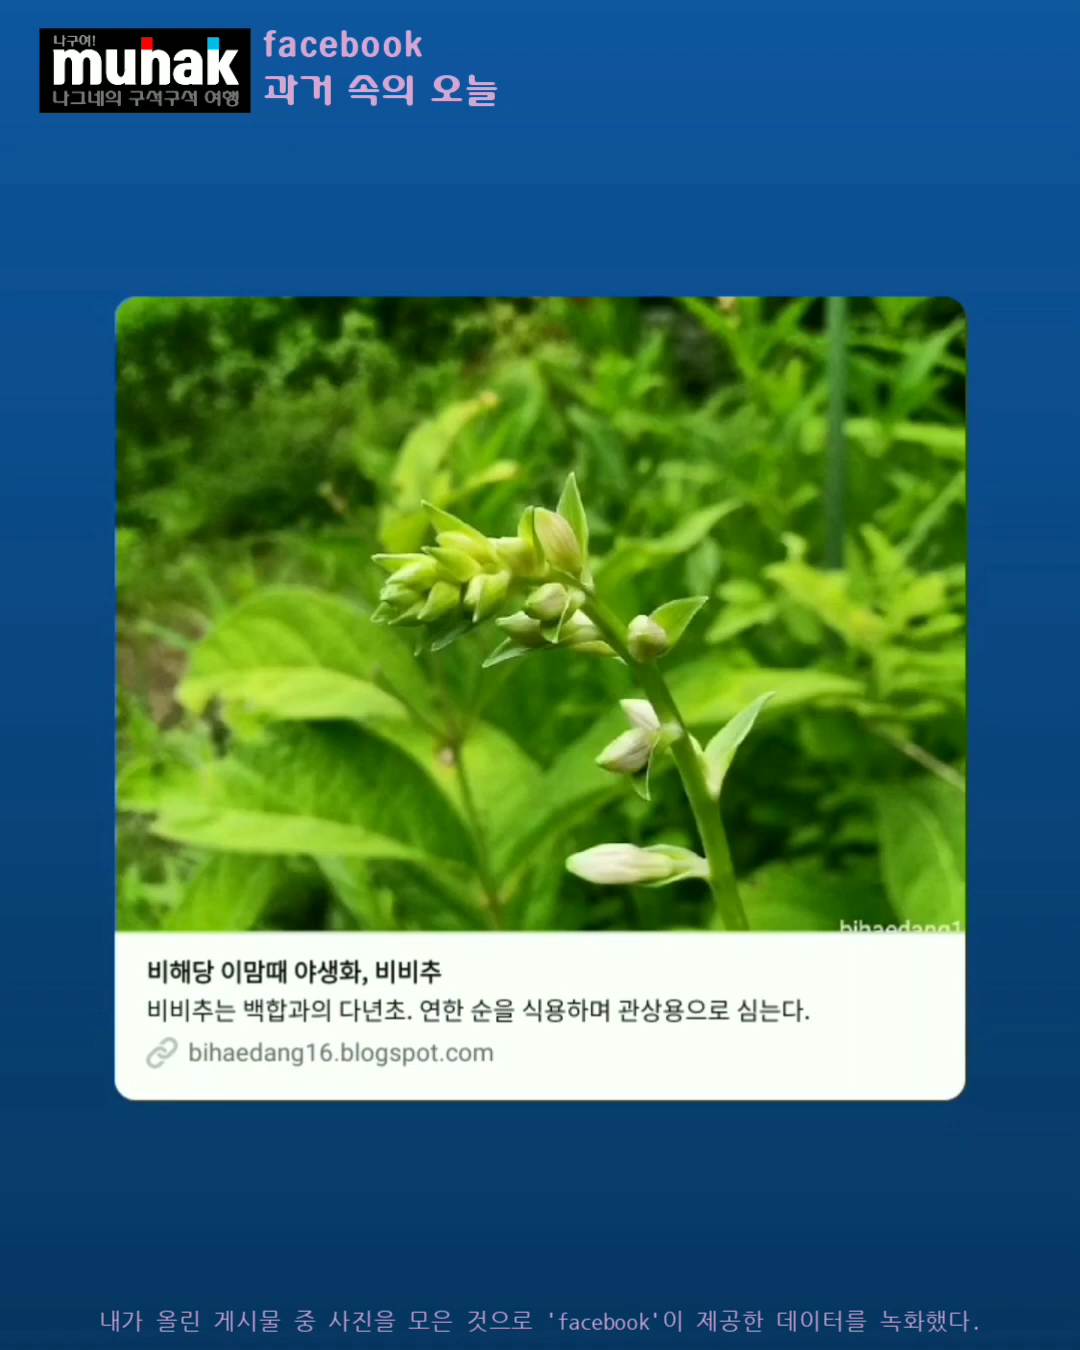 나구여!
munak
나그네의 구석구석 여행
facebook
과거 속의 오늘
bihaedang1
비해당 이맘때 야생화, 비비추
비비추는 백합과의 다년초. 연한 순을 식용하며 관상용으로 심는다.
bihaedang16.blogspot.com
내가 올린 게시물 중 사진을 모은 것으로 'facebook'이 제공한 데이터를 녹화했다.